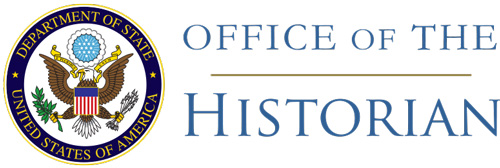 DEPARTMENT OF STATE
UNITED STATES OF AMERICA
OFFICE OF THE
HISTORIAN